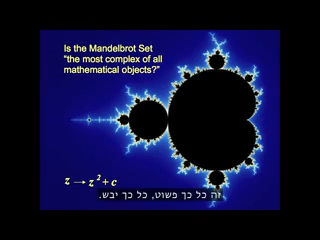 Is the Mandelbrot Set
"the most complex of all
mathematical objects?"
z → z² + c
זה כל כך פשוט, כל כך יבש.